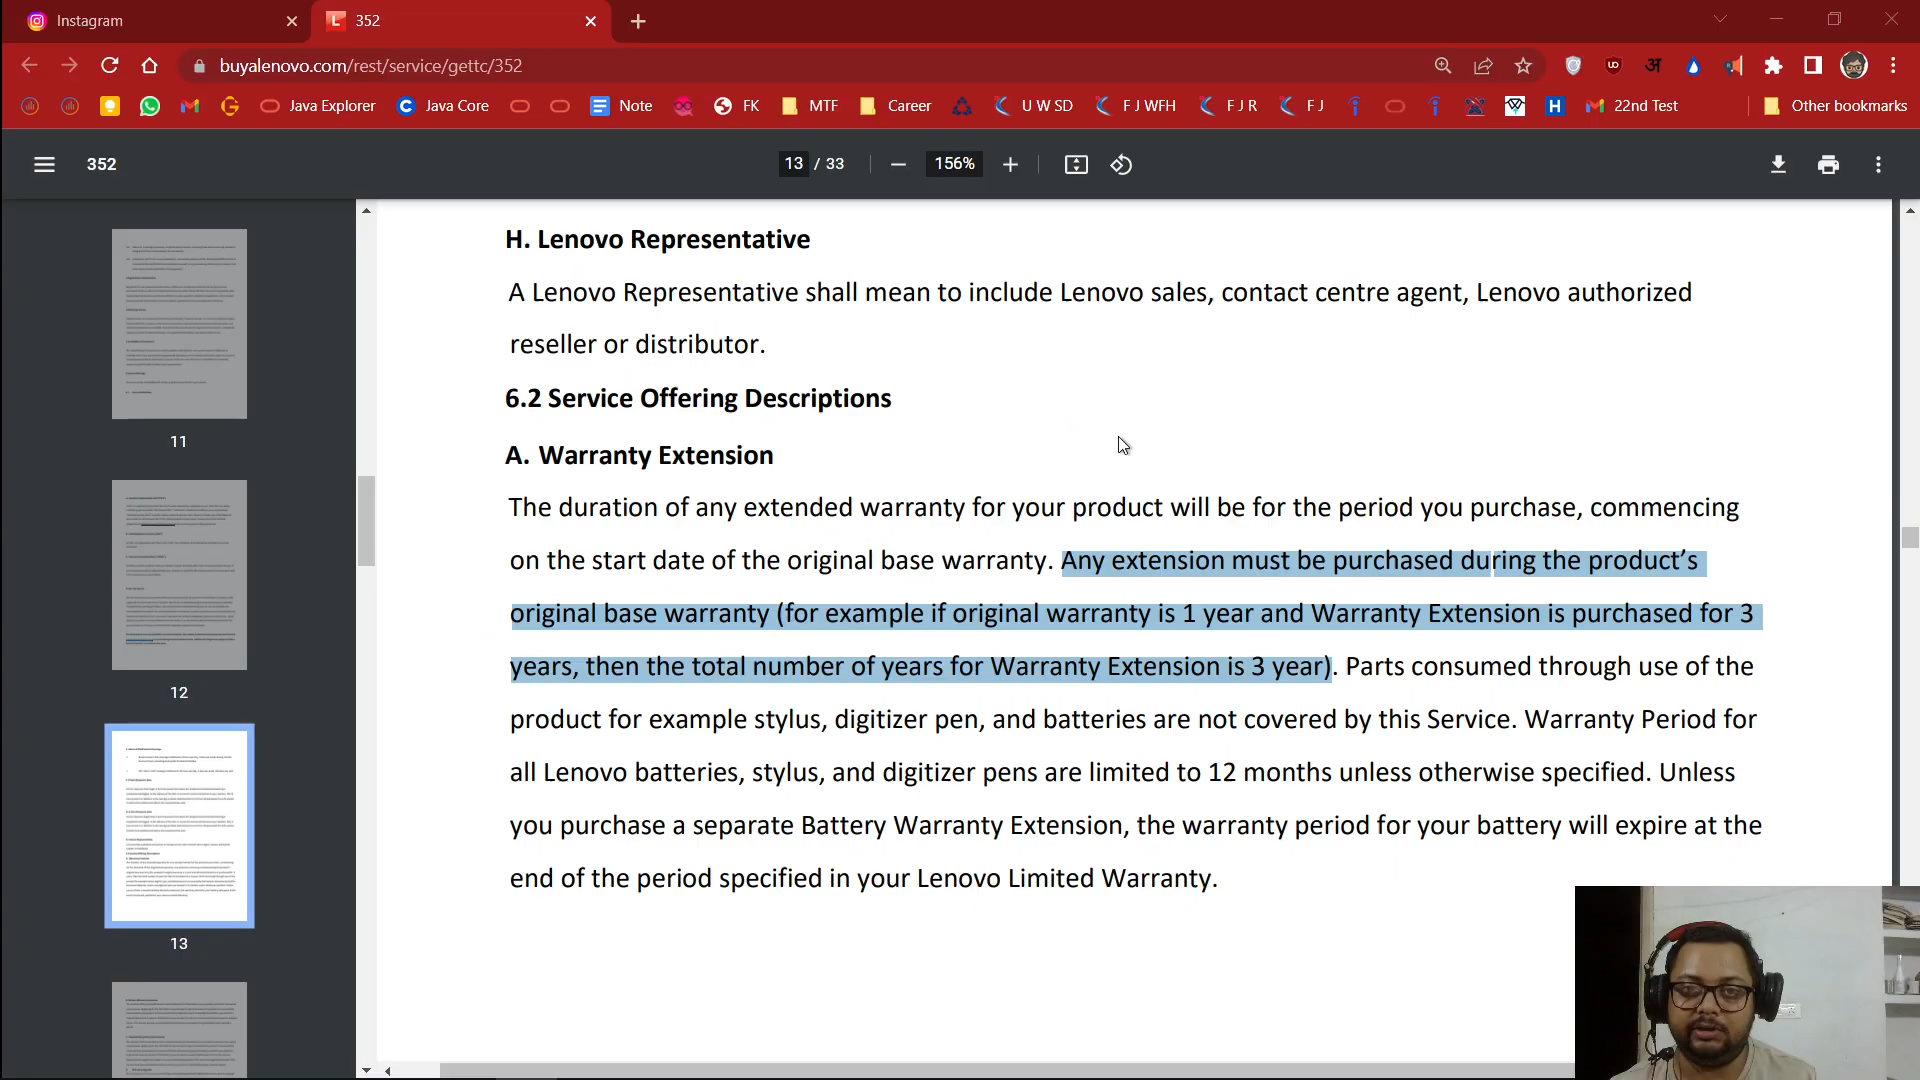 Instagram
352
buyalenovo.com/rest/service/gettc/352
Java Explorer
Java Core
Note
FK
MTF
Career
U W SD
F J WFH
F J R
F J
22nd Test
Other bookmarks
352
13 / 33
156%
11
12
13
H. Lenovo Representative
A Lenovo Representative shall mean to include Lenovo sales, contact centre agent, Lenovo authorized
reseller or distributor.
6.2 Service Offering Descriptions
A. Warranty Extension
The duration of any extended warranty for your product will be for the period you purchase, commencing
on the start date of the original base warranty. Any extension must be purchased during the product’s
original base warranty (for example if original warranty is 1 year and Warranty Extension is purchased for 3
years, then the total number of years for Warranty Extension is 3 year). Parts consumed through use of the
product for example stylus, digitizer pen, and batteries are not covered by this Service. Warranty Period for
all Lenovo batteries, stylus, and digitizer pens are limited to 12 months unless otherwise specified. Unless
you purchase a separate Battery Warranty Extension, the warranty period for your battery will expire at the
end of the period specified in your Lenovo Limited Warranty.